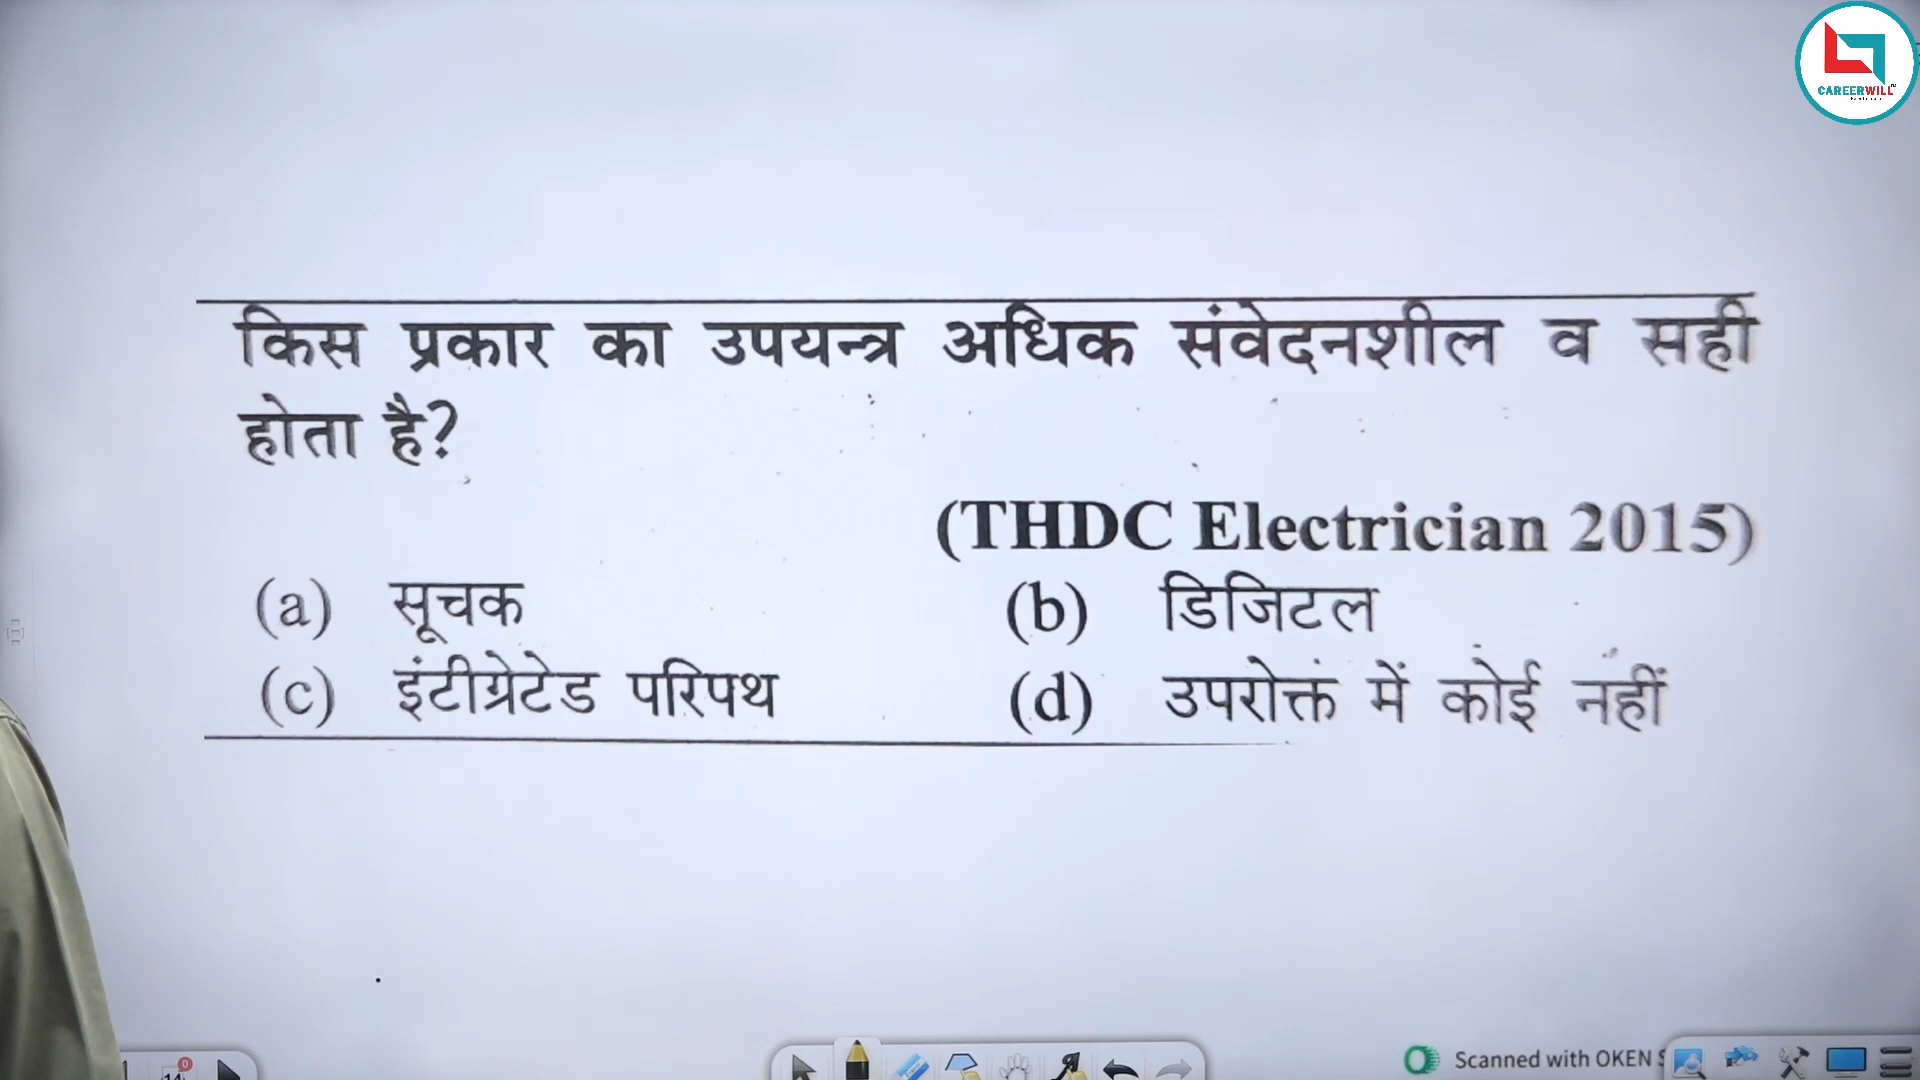 CAREERWILL
किस प्रकार का उपयन्त्र अधिक संवेदनशील व सही
होता है?
(THDC Electrician 2015)
(a) सूचक (b) डिजिटल
(c) इंटीग्रेटेड परिपथ (d) उपरोक्त में कोई नहीं
Scanned with OKEN